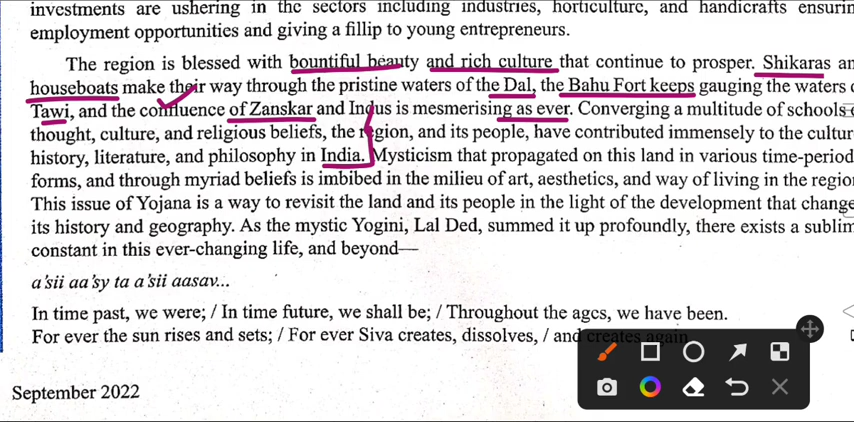 investments are ushering in the sectors including industries, horticulture, and handicrafts ensurin
employment opportunities and giving a fillip to young entrepreneurs.
The region is blessed with bountiful beauty and rich culture that continue to prosper. Shikaras an
houseboats make their way through the pristine waters of the Dal, the Bahu Fort keeps gauging the waters o
Tawi, and the confluence of Zanskar and Indus is mesmerising as ever. Converging a multitude of schools
thought, culture, and religious beliefs, the region, and its people, have contributed immensely to the cultur
history, literature, and philosophy in India. Mysticism that propagated on this land in various time-period
forms, and through myriad beliefs is imbibed in the milieu of art, aesthetics, and way of living in the regio
This issue of Yojana is a way to revisit the land and its people in the light of the development that change
its history and geography. As the mystic Yogini, Lal Ded, summed it up profoundly, there exists a sublim
constant in this ever-changing life, and beyond—
a'sii aa'sy ta a'sii aasav...
In time past, we were; / In time future, we shall be; / Throughout the ages, we have been.
For ever the sun rises and sets; / For ever Siva creates, dissolves, / and creates again
September 2022